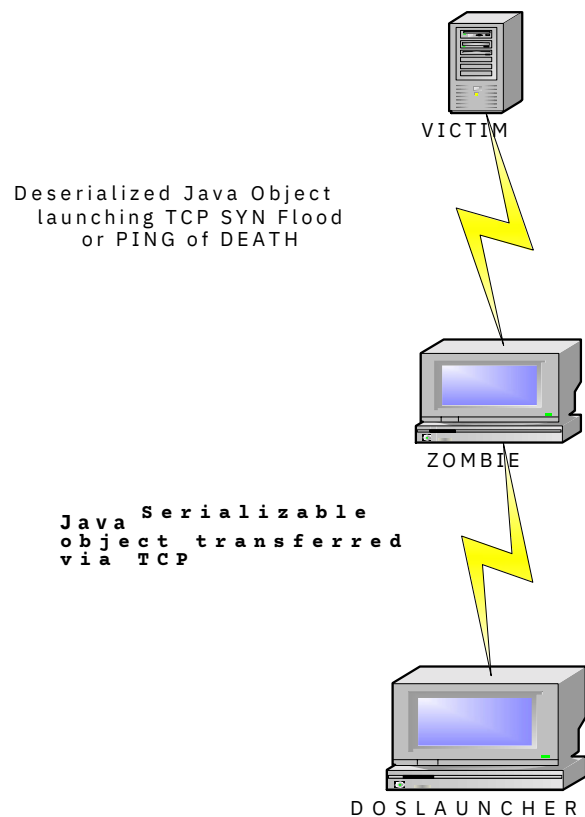 VICTIM
Deserialized Java Object
launching TCP SYN Flood
or PING of DEATH
ZOMBIE
Java Serializable
object transferred
via TCP
DOSLAUNCHER